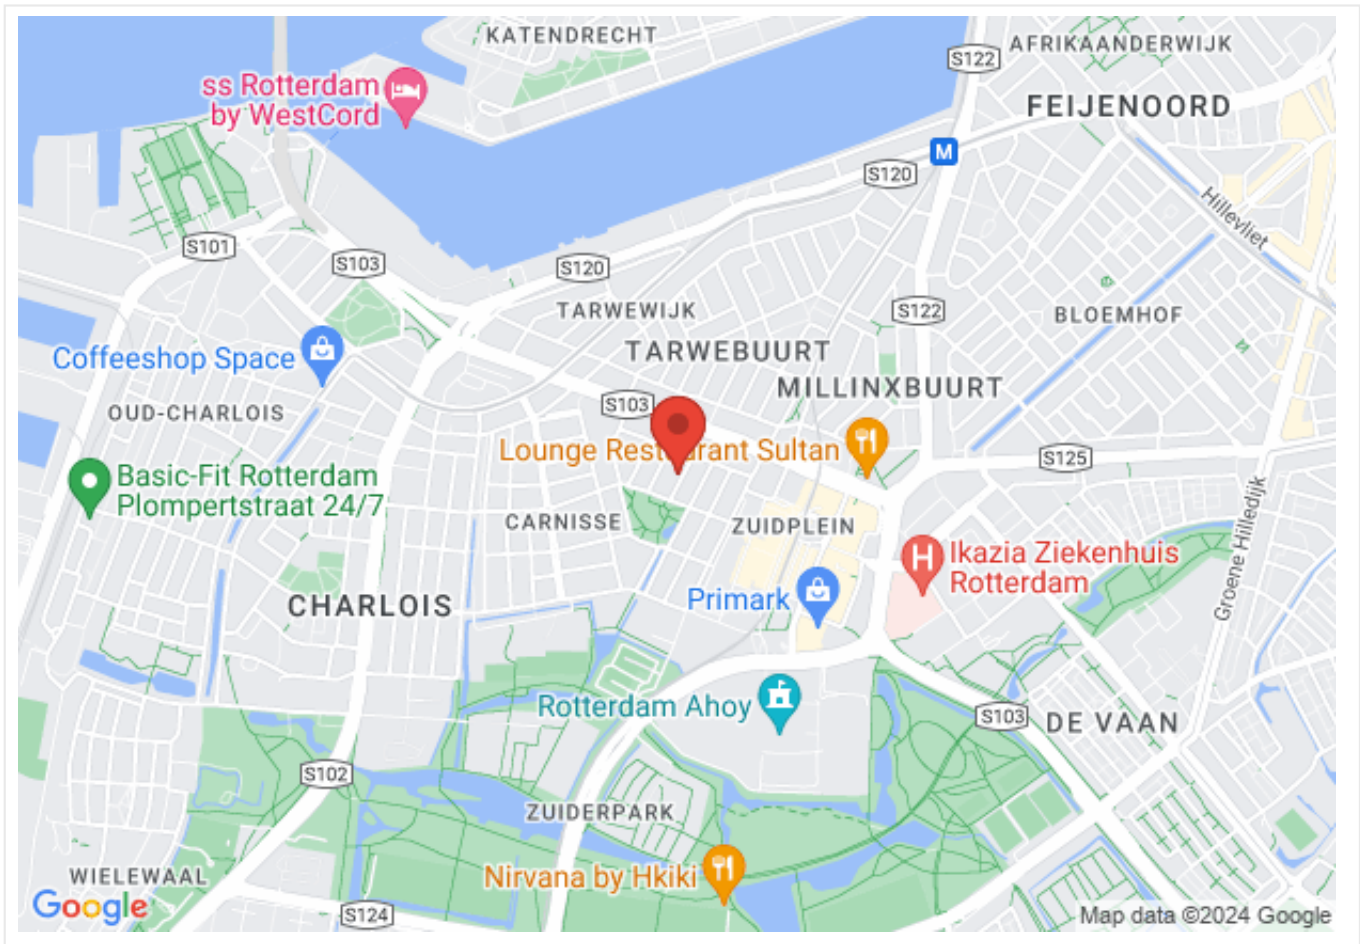 KATENDRECHT
AFRIKAANDERWIJK
S122
ss Rotterdam
by WestCord
FEIJENOORD
M
S120
Hillevliet
S101
S103
S120
TARWEWIJK
S122
BLOEMHOF
Coffeeshop Space
TARWEBUURT
MILLINXBUURT
OUD-CHARLOIS
S103
Lounge Restaurant Sultan
S125
Basic-Fit Rotterdam
Plompertstraat 24/7
CARNISSE
ZUIDPLEIN
Groene Hilledijk
H
Ikazia Ziekenhuis
Rotterdam
CHARLOIS
Primark
Rotterdam Ahoy
S103
DE VAAN
S102
ZUIDERPARK
WIELEWAAL
Nirvana by Hkiki
Google
S124
Map data ©2024 Google